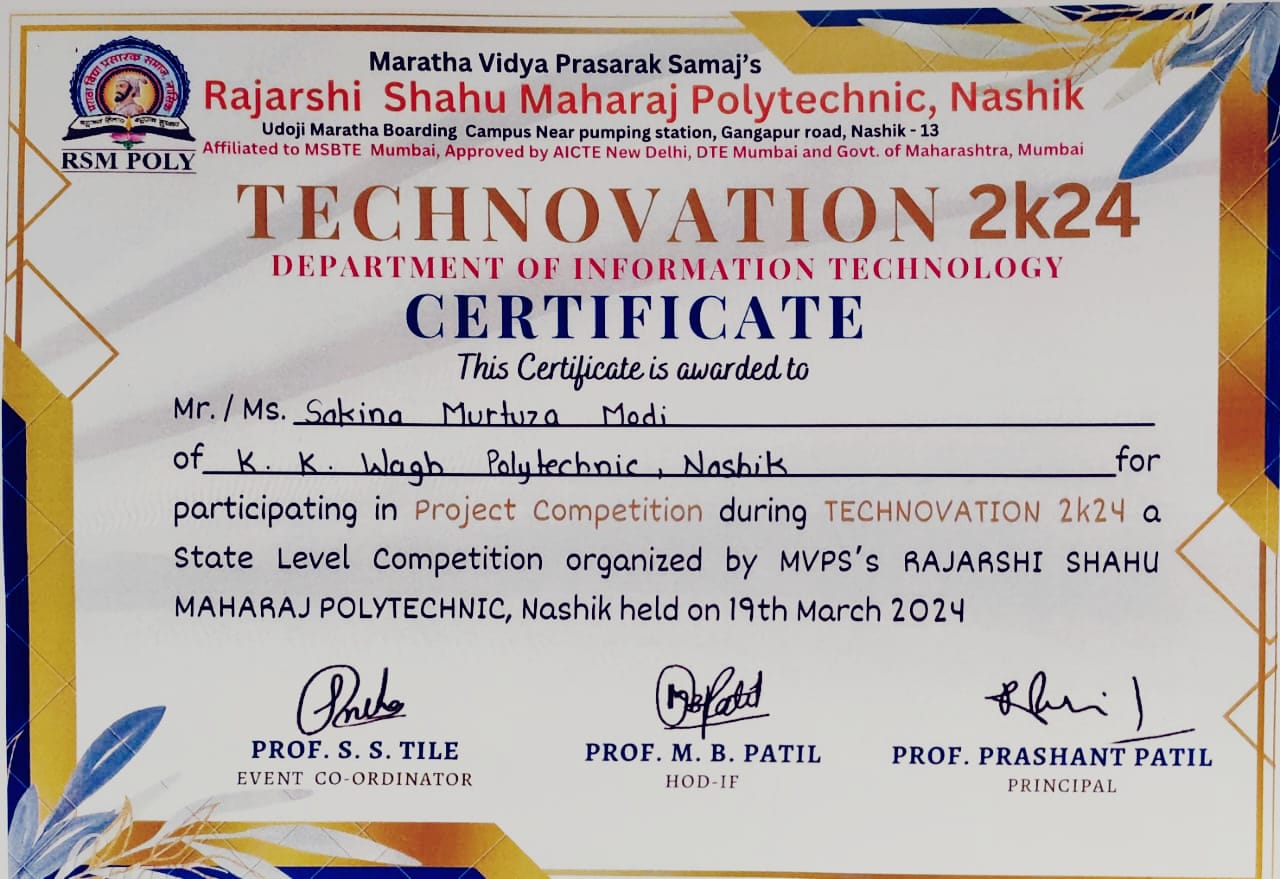 मराठा विद्या प्रसारक समाज, नाशिक
RSM POLY
Maratha Vidya Prasarak Samaj's
Rajarshi Shahu Maharaj Polytechnic, Nashik
Udoji Maratha Boarding Campus Near pumping station, Gangapur road, Nashik - 13
Affiliated to MSBTE Mumbai, Approved by AICTE New Delhi, DTE Mumbai and Govt. of Maharashtra, Mumbai
TECHNOVATION 2k24
DEPARTMENT OF INFORMATION TECHNOLOGY
CERTIFICATE
This Certificate is awarded to
Mr. / Ms. Sakina Murtuza Modi
of K. K. Wagh Polytechnic, Nashik for
participating in Project Competition during TECHNOVATION 2k24 a
State Level Competition organized by MVPS's RAJARSHI SHAHU
MAHARAJ POLYTECHNIC, Nashik held on 19th March 2024
PROF. S. S. TILE
EVENT CO-ORDINATOR
MBPatil
PROF. M. B. PATIL
HOD-IF
PROF. PRASHANT PATIL
PRINCIPAL